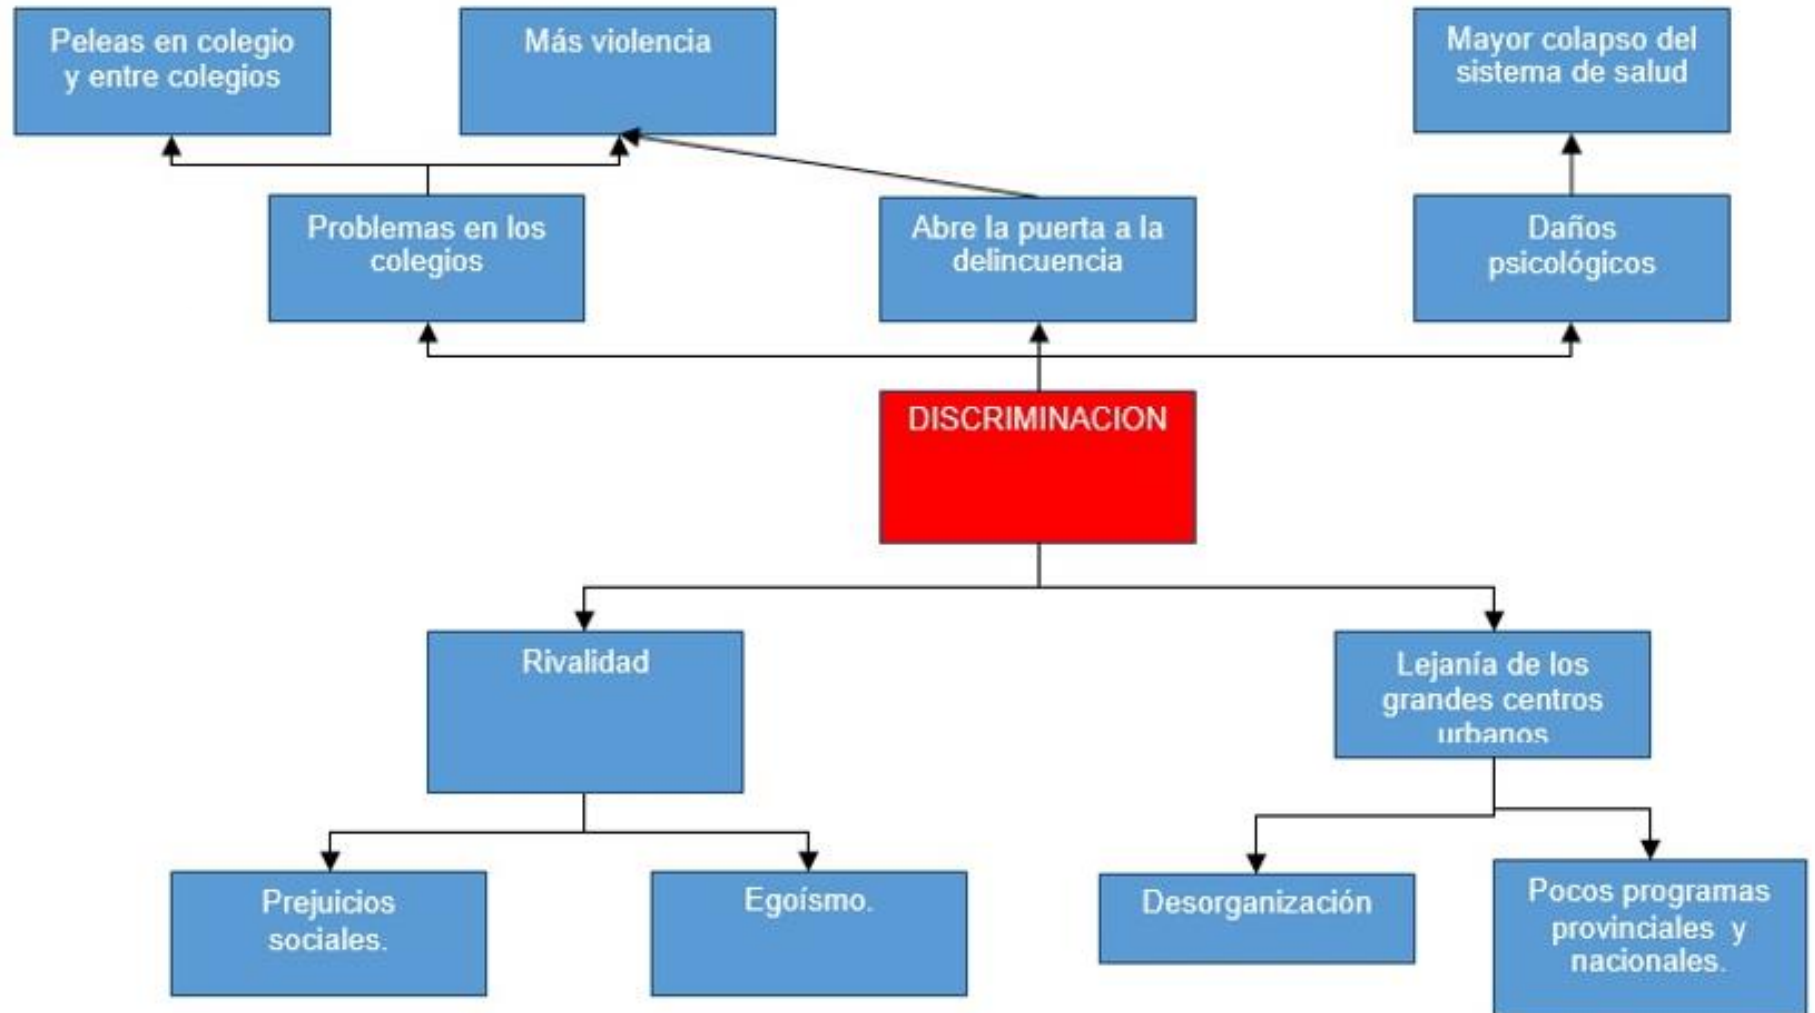 Peleas en colegio
y entre colegios
Más violencia
Mayor colapso del
sistema de salud
Problemas en los
colegios
Abre la puerta a la
delincuencia
Daños
psicológicos
DISCRIMINACION
Rivalidad
Lejanía de los
grandes centros
urbanos
Prejuicios
sociales.
Egoísmo.
Desorganización
Pocos programas
provinciales y
nacionales.